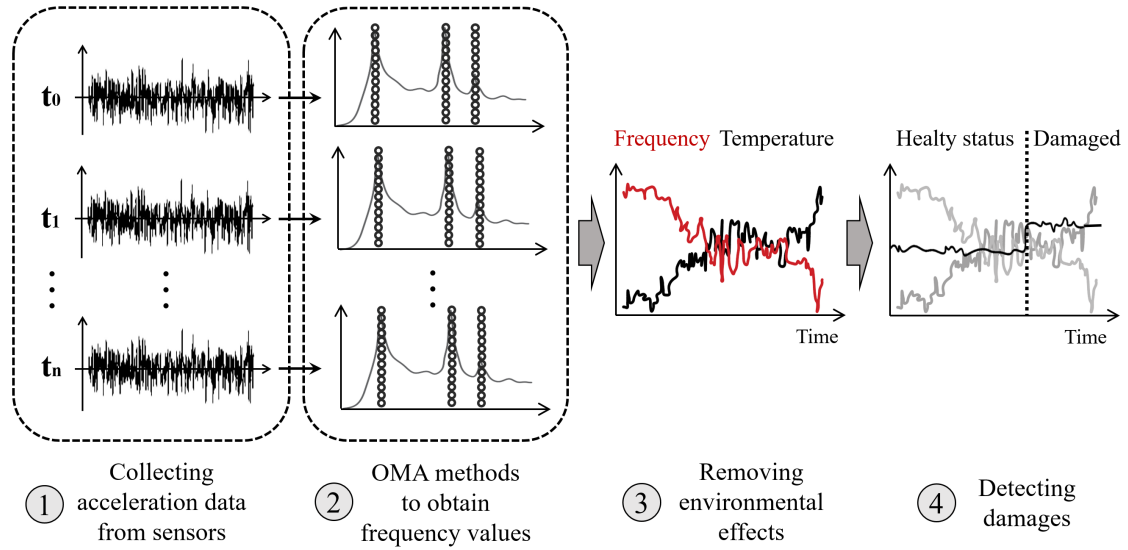 t0
t1
tn
Frequency Temperature
Time
Healty status Damaged
Time
1
Collecting
acceleration data
from sensors
2
OMA methods
to obtain
frequency values
3
Removing
environmental
effects
4
Detecting
damages